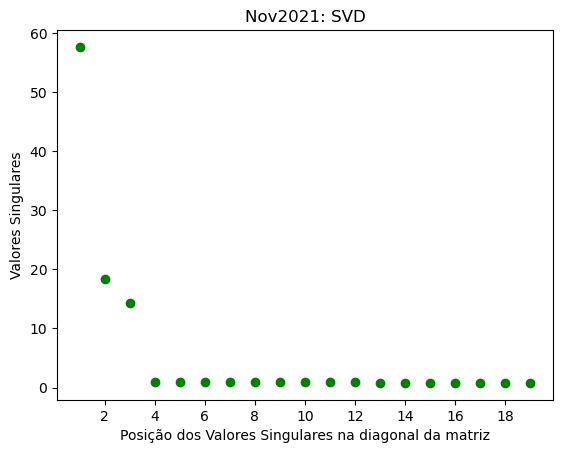 Nov2021: SVD
60
50
40
30
20
10
0
Valores Singulares
2 4 6 8 10 12 14 16 18
Posição dos Valores Singulares na diagonal da matriz